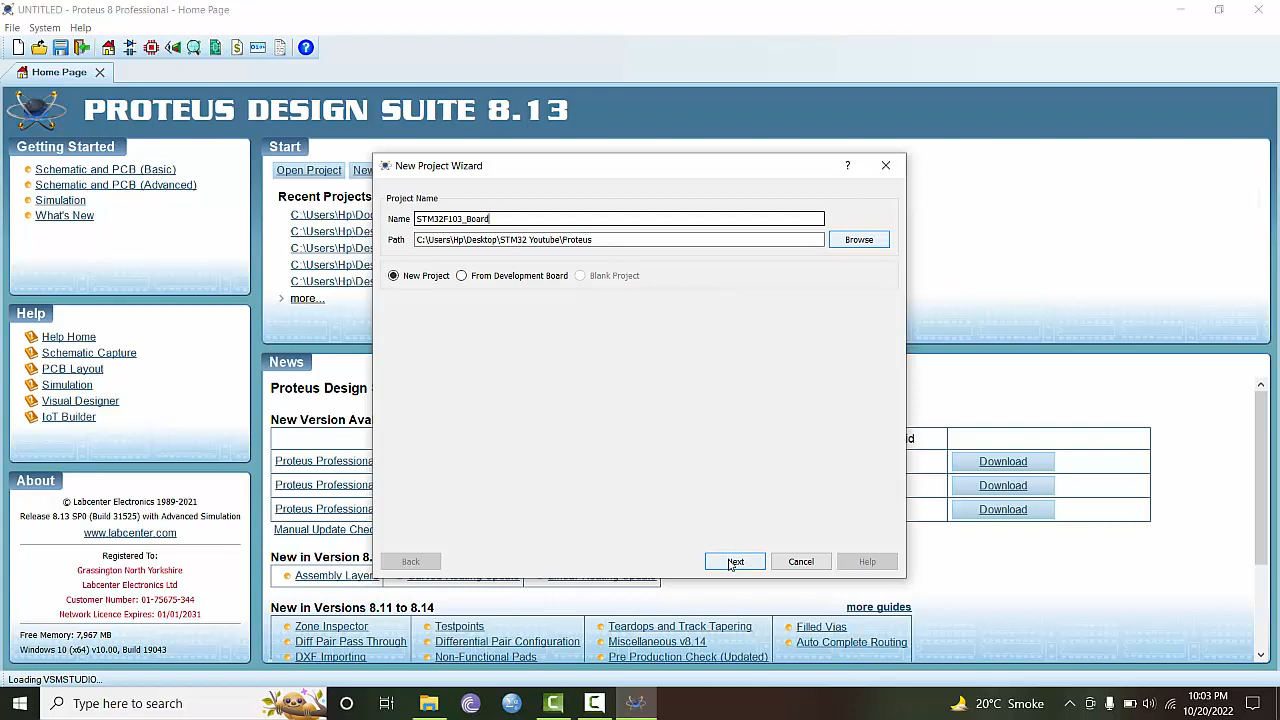 UNTITLED - Proteus 8 Professional - Home Page
File System Help
Home Page
PROTEUS DESIGN SUITE 8.13
Getting Started
Schematic and PCB (Basic)
Schematic and PCB (Advanced)
Simulation
What's New
Help
Help Home
Schematic Capture
PCB Layout
Simulation
Visual Designer
IoT Builder
About
© Labcenter Electronics 1989-2021
Release 8.13 SP0 (Build 31525) with Advanced Simulation
www.labcenter.com
Registered To:
Grassington North Yorkshire
Labcenter Electronics Ltd
Customer Number: 01-75675-344
Network Licence Expires: 01/01/2031
Free Memory: 7,967 MB
Windows 10 (x64) v10.00, Build 19043
Start
Open Project New
Recent Projects
C:\Users\Hp\Do
C:\Users\Hp\De
C:\Users\Hp\De
C:\Users\Hp\De
C:\Users\Hp\De
more...
New Project Wizard
Project Name
Name STM32F103_Board
Path C:\Users\Hp\Desktop\STM32 Youtube\Proteus Browse
New Project From Development Board Blank Project
Back Next Cancel Help
News
Proteus Design
New Version Ava
id
Proteus Professiona Download
Proteus Professiona Download
Proteus Professiona Download
Manual Update Chec
New in Version 8.
Assembly Layer
New in Versions 8.11 to 8.14 more guides
Zone Inspector Testpoints Teardops and Track Tapering Filled Vias
Diff Pair Pass Through Differential Pair Configuration Miscellaneous v8.14 Auto Complete Routing
DXF Importing Non-Functional Pads Pre Production Check (Updated)
Loading VSMSTUDIO...
Type here to search
20°C Smoke
10:03 PM
10/20/2022